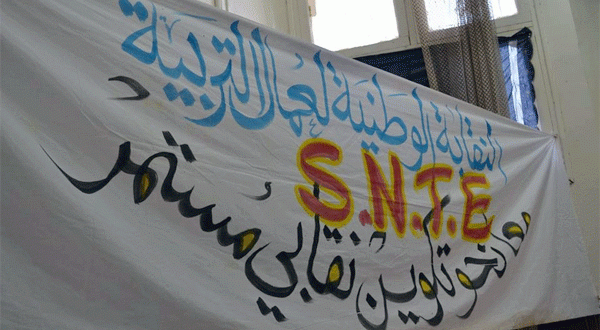 النقابة الوطنية لعمال التربية
S.N.T.E
نحو تكوين نقابي مستمر